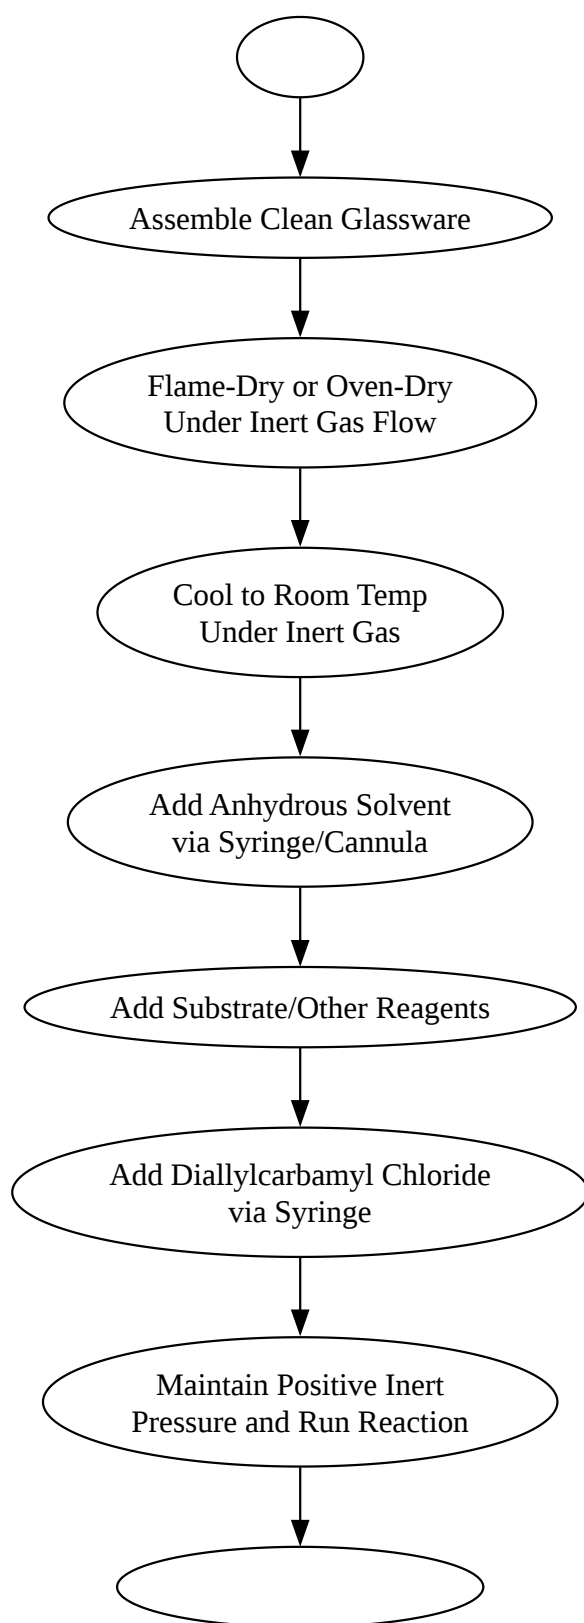 Assemble Clean Glassware
Flame-Dry or Oven-Dry
Under Inert Gas Flow
Cool to Room Temp
Under Inert Gas
Add Anhydrous Solvent
via Syringe/Cannula
Add Substrate/Other Reagents
Add Diallylcarbamyl Chloride
via Syringe
Maintain Positive Inert
Pressure and Run Reaction